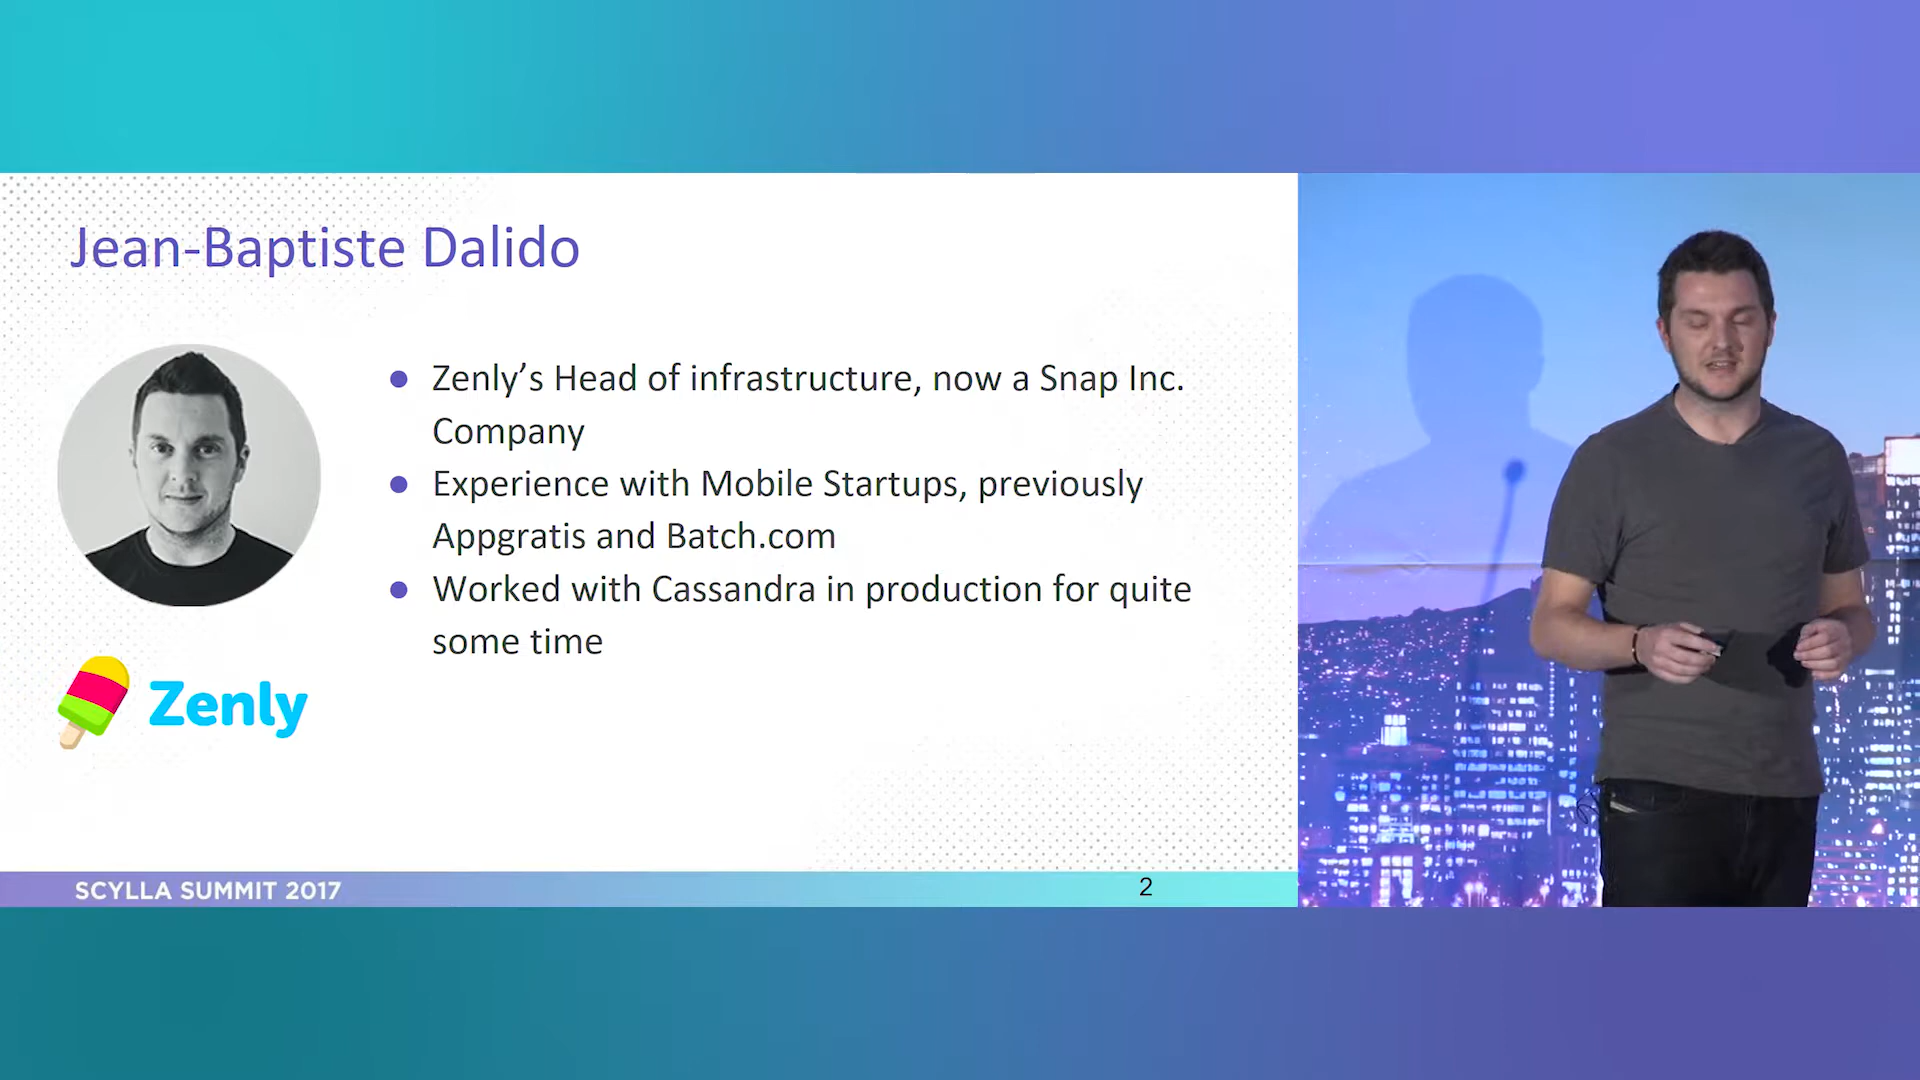 Jean-Baptiste Dalido
● Zenly’s Head of infrastructure, now a Snap Inc.
Company
● Experience with Mobile Startups, previously
Appgratis and Batch.com
● Worked with Cassandra in production for quite
some time
Zenly
SCYLLA SUMMIT 2017
2